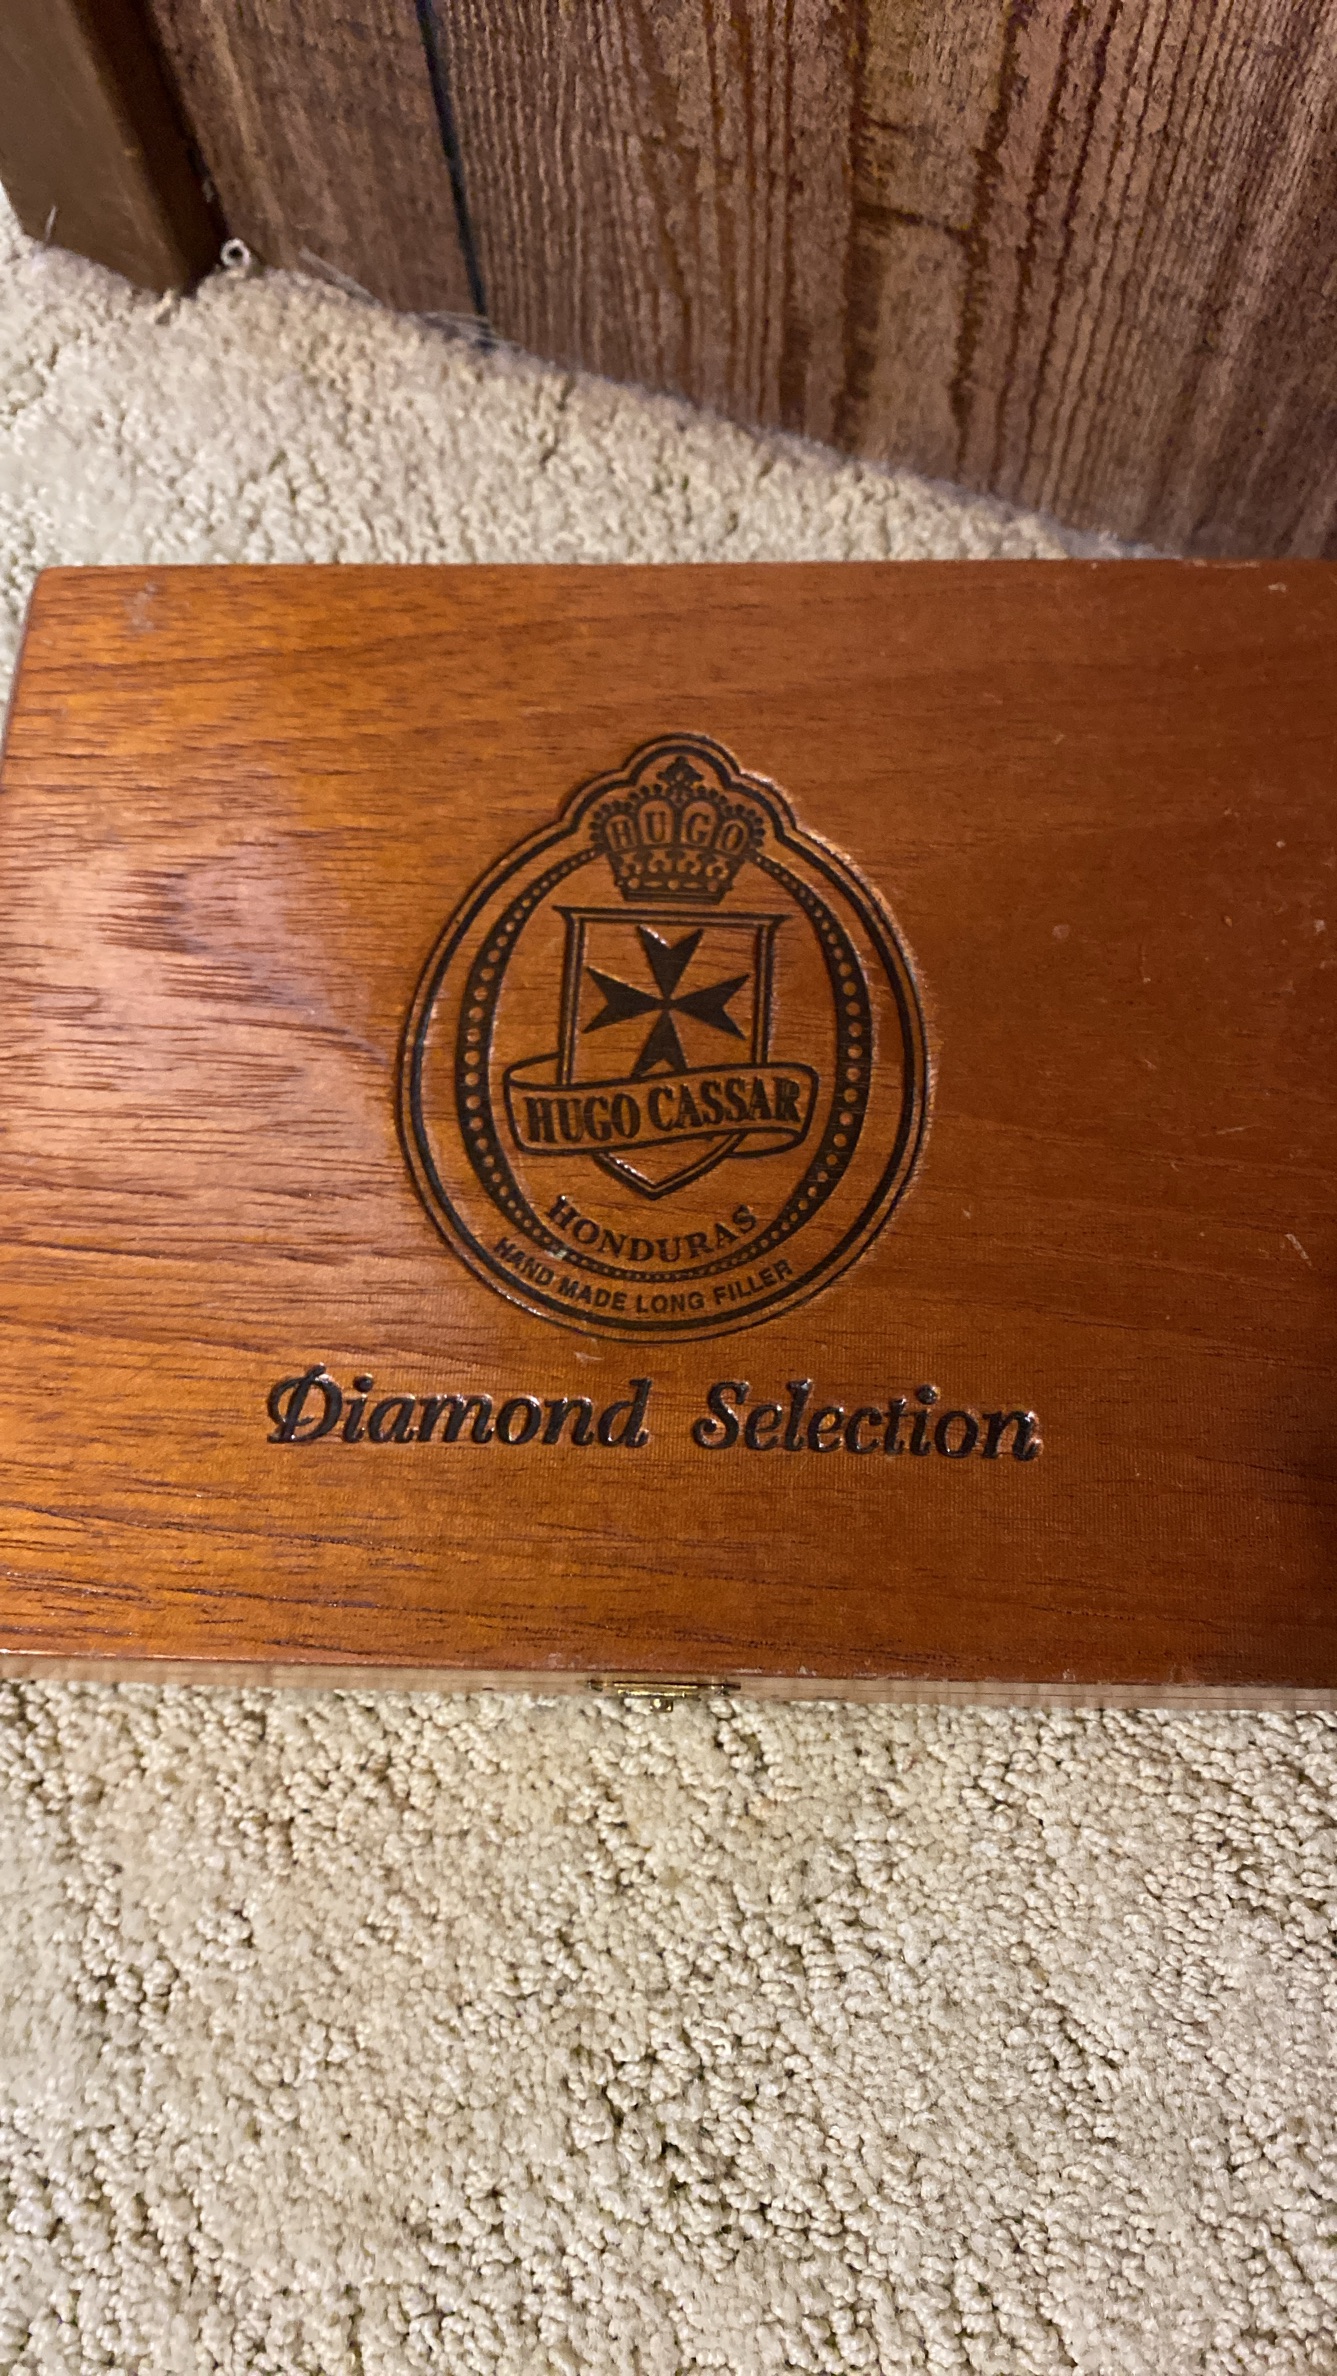 HUGO
HUGO CASSAR
HONDURAS
HAND MADE LONG FILLER
Diamond Selection